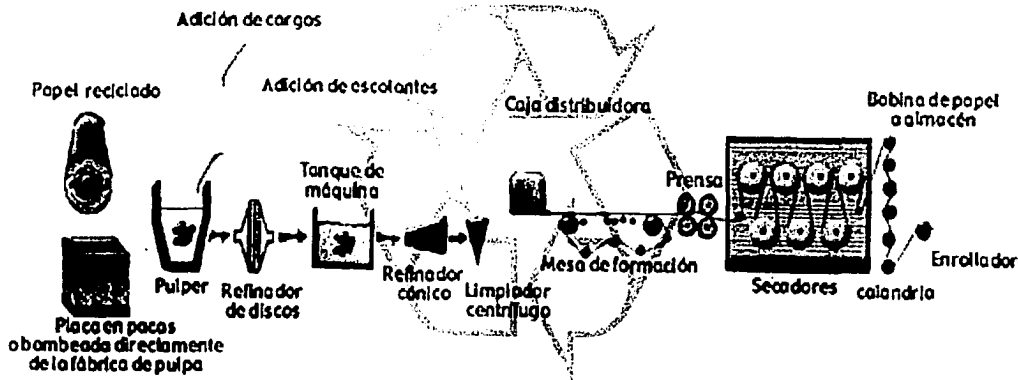 Adición de cargos
Papel reciclado
Adición de escolantes
Caja distribuidora
Bobina de papel
a almacén
Tanque de
máquina
Prensa
Pulper
Refinador
de discos
Refinador
cónico
Limpiador
centrífugo
Mesa de formación
Secadores
calandria
Enrollador
Placa en pacas
o bombeada directamente
de la fábrica de pulpa